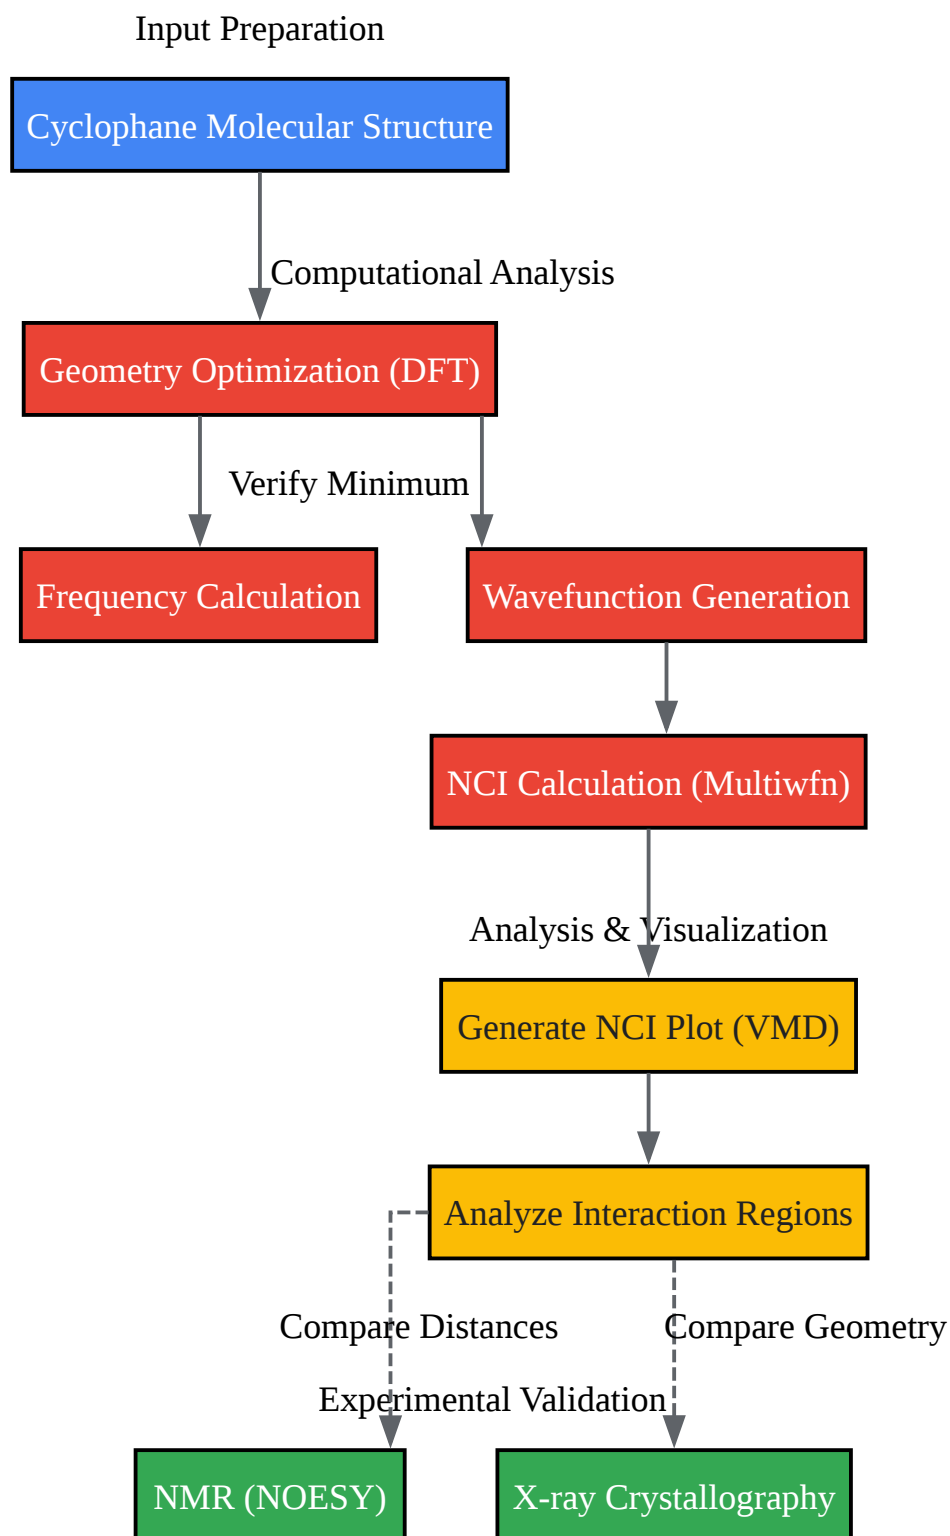 Input Preparation
Cyclophane Molecular Structure
Computational Analysis
Geometry Optimization (DFT)
Verify Minimum
Frequency Calculation
Wavefunction Generation
NCI Calculation (Multiwfn)
Analysis & Visualization
Generate NCI Plot (VMD)
Analyze Interaction Regions
Compare Distances
Compare Geometry
Experimental Validation
NMR (NOESY)
X-ray Crystallography